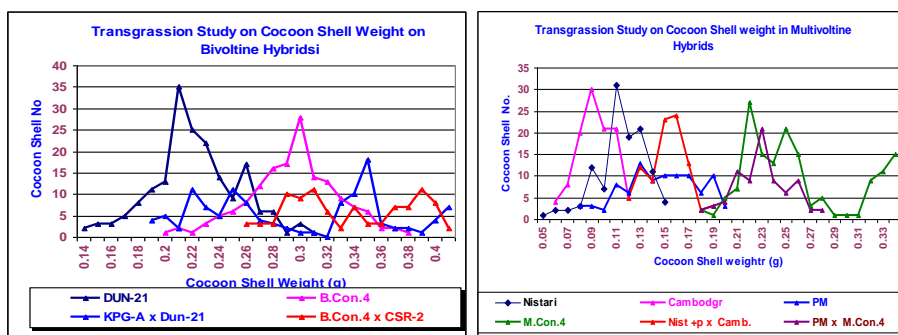 Transgrassion Study on Cocoon Shell Weight on
Bivoltine Hybridsi
Cocoon Shell No
40
35
30
25
20
15
10
5
0
0.14
0.16
0.18
0.2
0.22
0.24
0.26
0.28
0.3
0.32
0.34
0.36
0.38
0.4
Cocoon Shell Weight (g)
DUN-21
B.Con.4
KPG-A x Dun-21
B.Con.4 x CSR-2
Transgrassion Study on Cocoon Shell weight in Multivoltine
Hybrids
Cocoon Shell No.
35
30
25
20
15
10
5
0
0.05
0.07
0.09
0.11
0.13
0.15
0.17
0.19
0.21
0.23
0.25
0.27
0.29
0.31
0.33
Cocoon Shell weightr (g)
Nistari
Cambodgr
PM
M.Con.4
Nist +p x Camb.
PM x M.Con.4